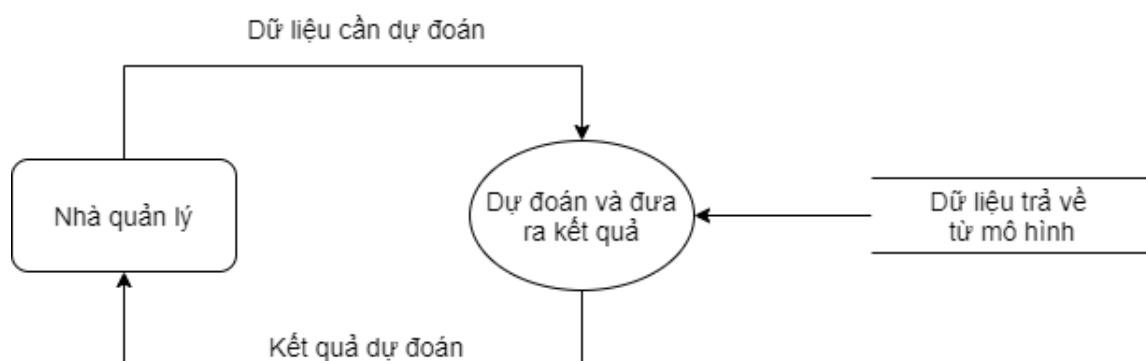 Dữ liệu cần dự đoán
Nhà quản lý
Dự đoán và đưa
ra kết quả
Dữ liệu trả về
từ mô hình
Kết quả dự đoán